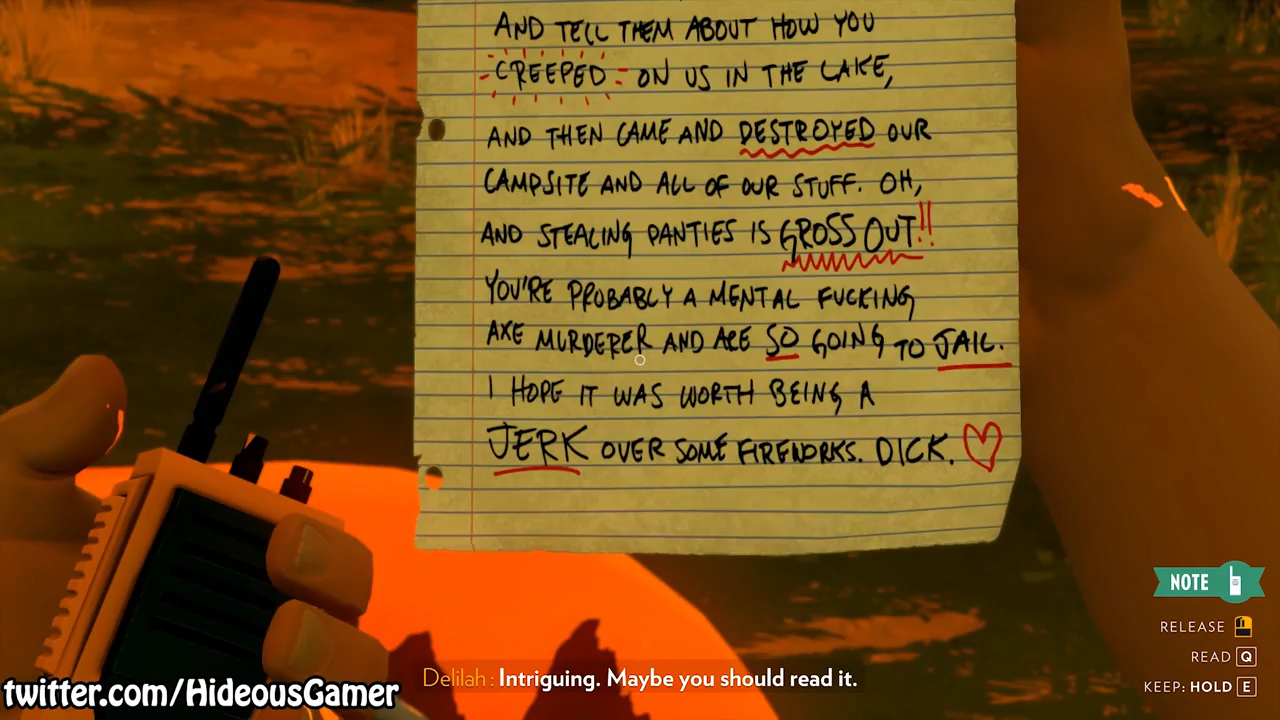 AND TELL THEM ABOUT HOW YOU
CREEPED ON US IN THE LAKE,
AND THEN CAME AND DESTROYED OUR
CAMPSITE AND ALL OF OUR STUFF. OH,
AND STEALING PANTIES IS GROSS OUT!!
YOU'RE PROBABLY A MENTAL FUCKING
AXE MURDERER AND ARE SO GOING TO JAIL.
I HOPE IT WAS WORTH BEING A
JERK OVER SOME FIREWORKS. DICK.
NOTE
RELEASE
READ Q
KEEP: HOLD E
Delilah : Intriguing. Maybe you should read it.
twitter.com/HideousGamer